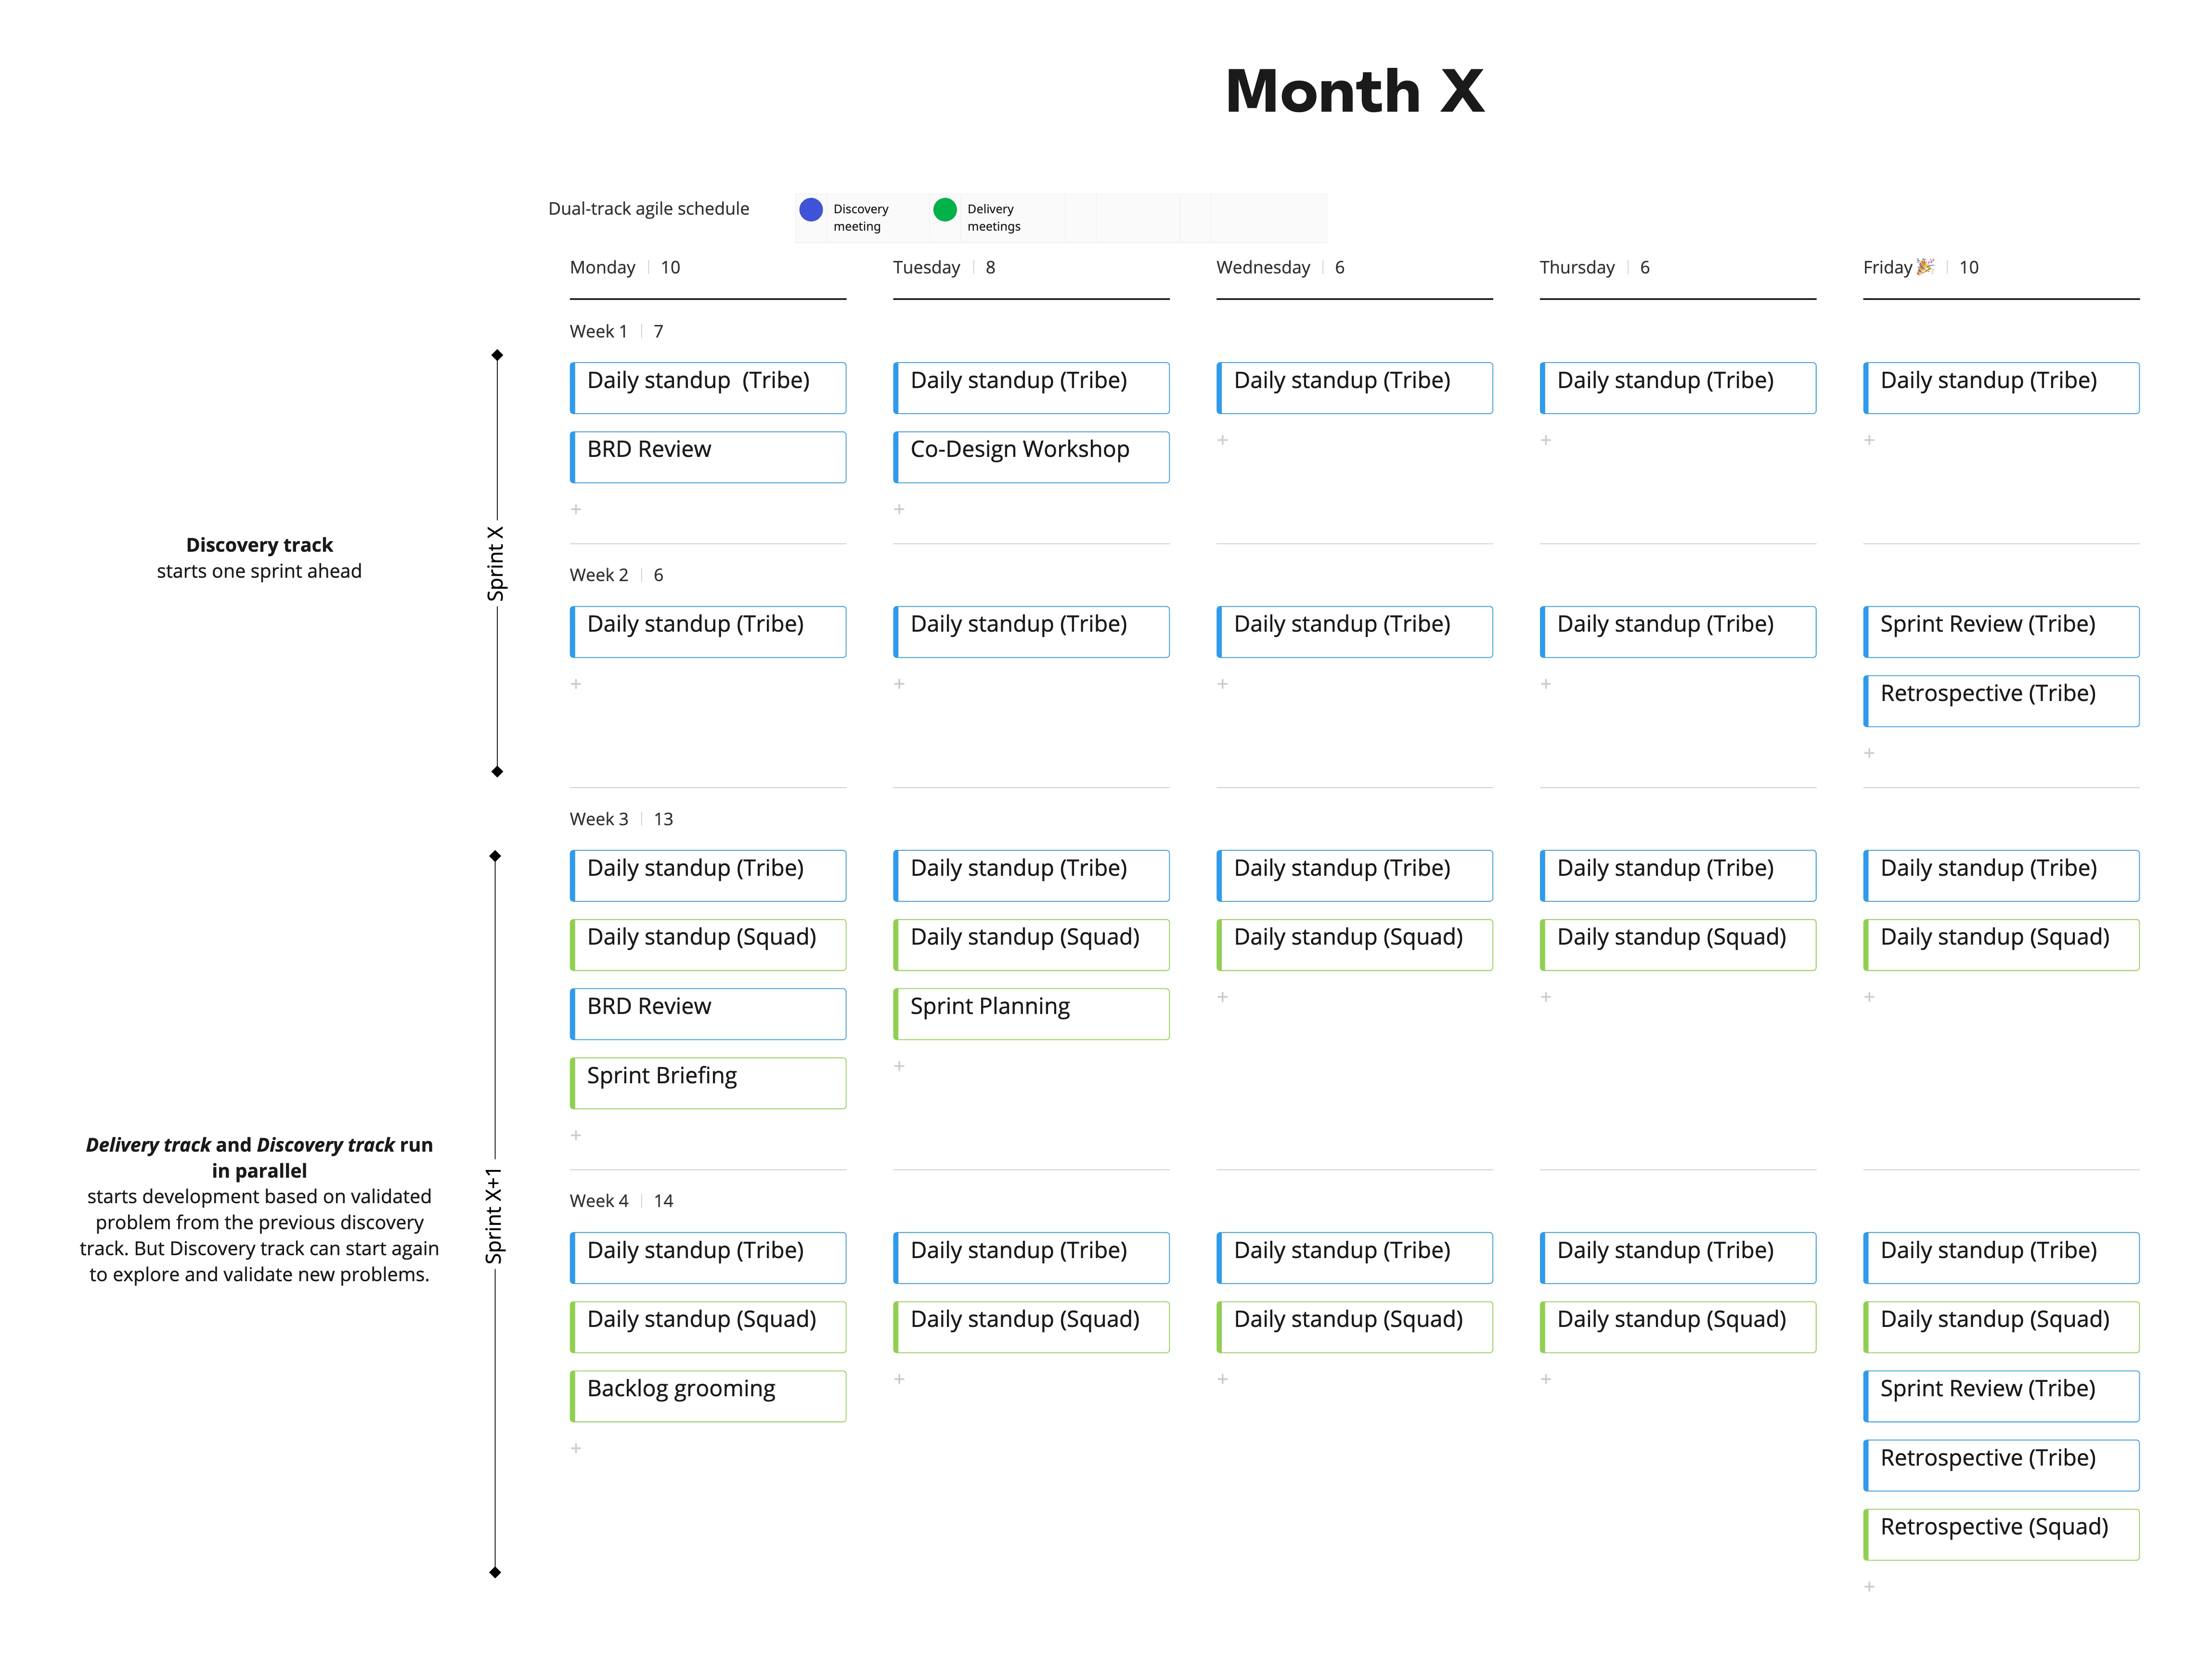 Month X
Dual-track agile schedule
Discovery
meeting
Delivery
meetings
Monday | 10
Tuesday | 8
Wednesday | 6
Thursday | 6
Friday🎉 | 10
Week 1 | 7
Daily standup  (Tribe)
Daily standup (Tribe)
Daily standup (Tribe)
Daily standup (Tribe)
Daily standup (Tribe)
BRD Review
Co-Design Workshop
+
+
+
+
+
Discovery track
starts one sprint ahead
Sprint X
Week 2 | 6
Daily standup (Tribe)
Daily standup (Tribe)
Daily standup (Tribe)
Daily standup (Tribe)
Sprint Review (Tribe)
+
+
+
+
Retrospective (Tribe)
+
Week 3 | 13
Daily standup (Tribe)
Daily standup (Tribe)
Daily standup (Tribe)
Daily standup (Tribe)
Daily standup (Tribe)
Daily standup (Squad)
Daily standup (Squad)
Daily standup (Squad)
Daily standup (Squad)
Daily standup (Squad)
BRD Review
Sprint Planning
+
+
+
Sprint Briefing
+
+
Delivery track and Discovery track run
in parallel
starts development based on validated
problem from the previous discovery
track. But Discovery track can start again
to explore and validate new problems.
Sprint X+1
Week 4 | 14
Daily standup (Tribe)
Daily standup (Tribe)
Daily standup (Tribe)
Daily standup (Tribe)
Daily standup (Tribe)
Daily standup (Squad)
Daily standup (Squad)
Daily standup (Squad)
Daily standup (Squad)
Daily standup (Squad)
Backlog grooming
+
+
+
Sprint Review (Tribe)
+
Retrospective (Tribe)
Retrospective (Squad)
+